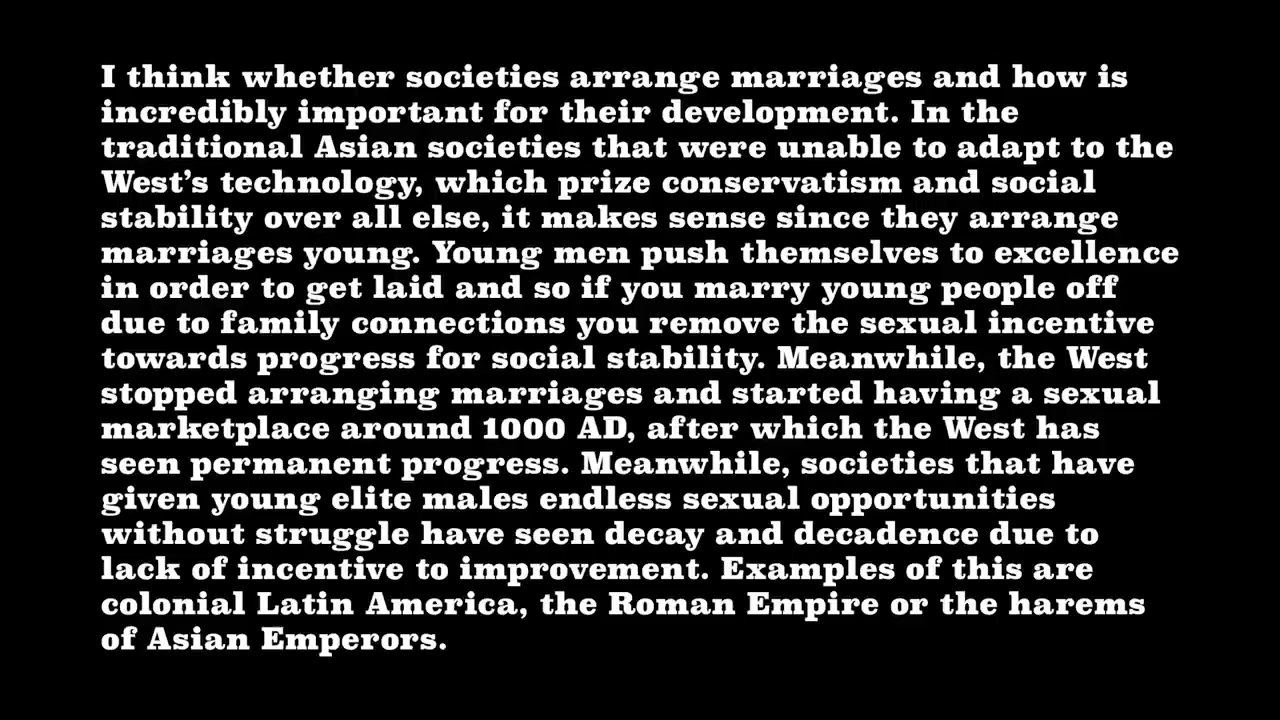 I think whether societies arrange marriages and how is
incredibly important for their development. In the
traditional Asian societies that were unable to adapt to the
West’s technology, which prize conservatism and social
stability over all else, it makes sense since they arrange
marriages young. Young men push themselves to excellence
in order to get laid and so if you marry young people off
due to family connections you remove the sexual incentive
towards progress for social stability. Meanwhile, the West
stopped arranging marriages and started having a sexual
marketplace around 1000 AD, after which the West has
seen permanent progress. Meanwhile, societies that have
given young elite males endless sexual opportunities
without struggle have seen decay and decadence due to
lack of incentive to improvement. Examples of this are
colonial Latin America, the Roman Empire or the harems
of Asian Emperors.